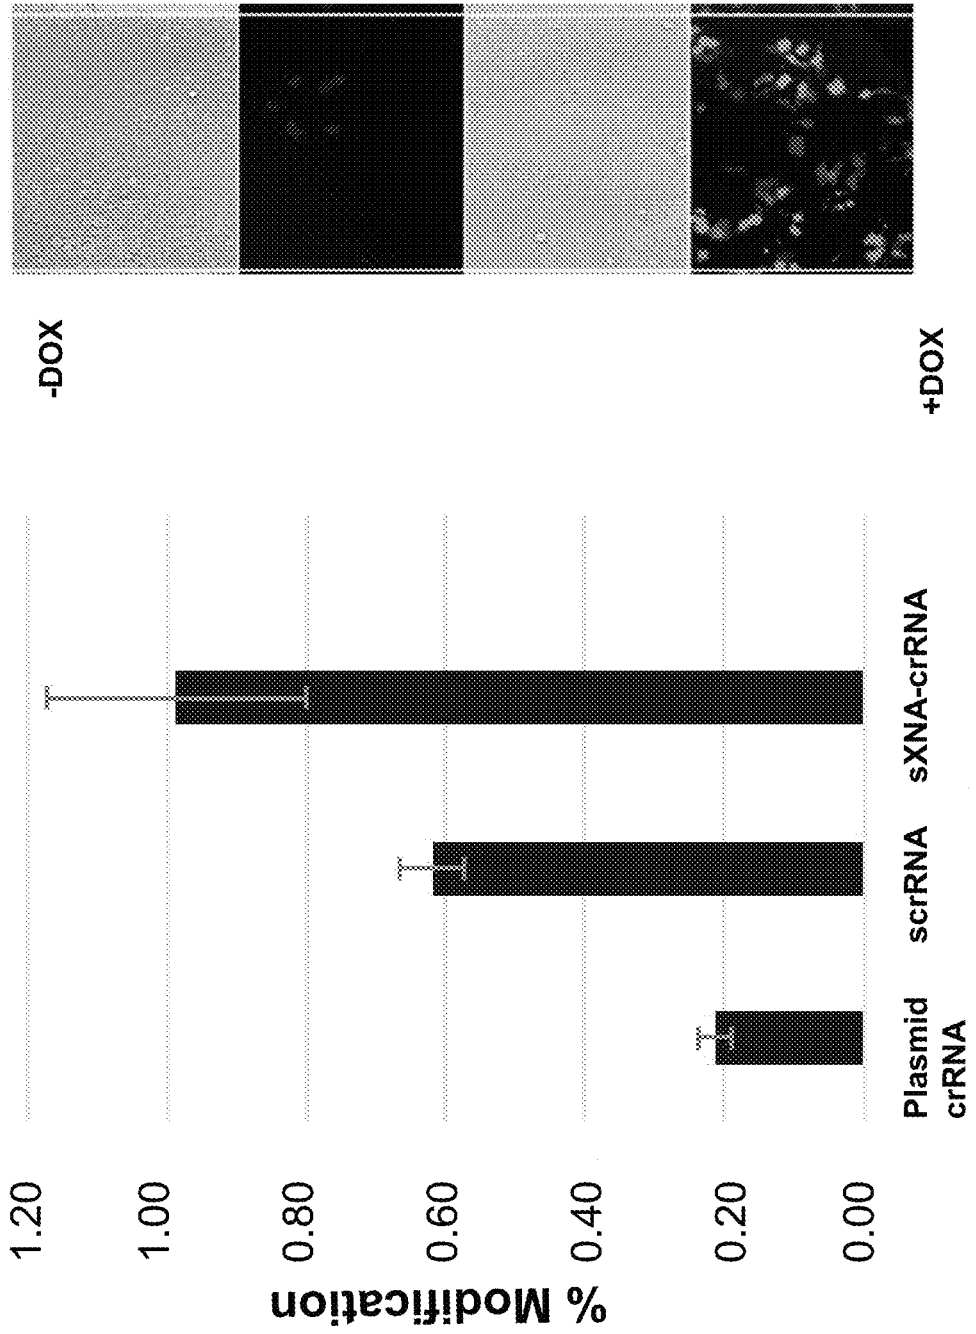 % Modification
1.20
1.00
0.80
0.60
0.40
0.20
0.00
Plasmid
crRNA
scrRNA
sXNA-crRNA
-DOX
+DOX